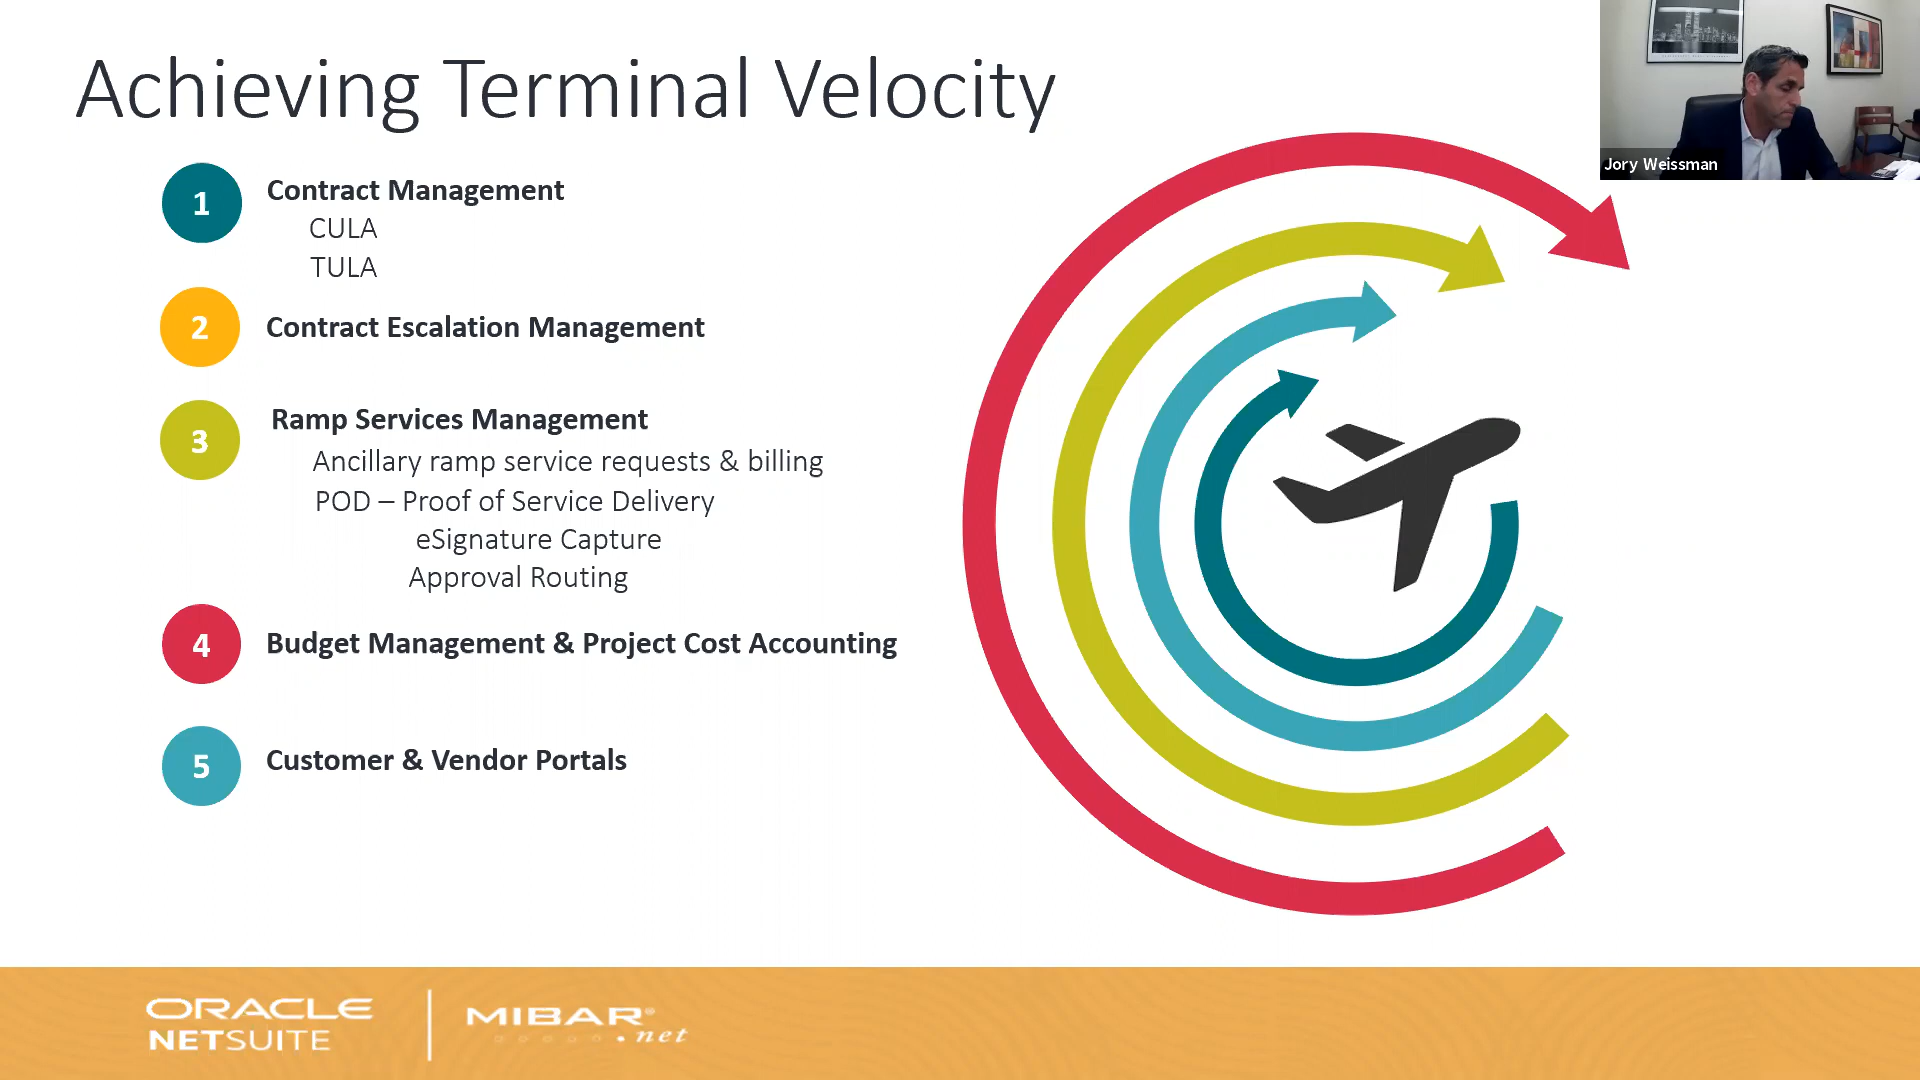 Achieving Terminal Velocity
Jory Weissman
1
Contract Management
CULA
TULA
2
Contract Escalation Management
3
Ramp Services Management
Ancillary ramp service requests & billing
POD – Proof of Service Delivery
eSignature Capture
Approval Routing
4
Budget Management & Project Cost Accounting
5
Customer & Vendor Portals
ORACLE
NETSUITE
MIBAR®
.net